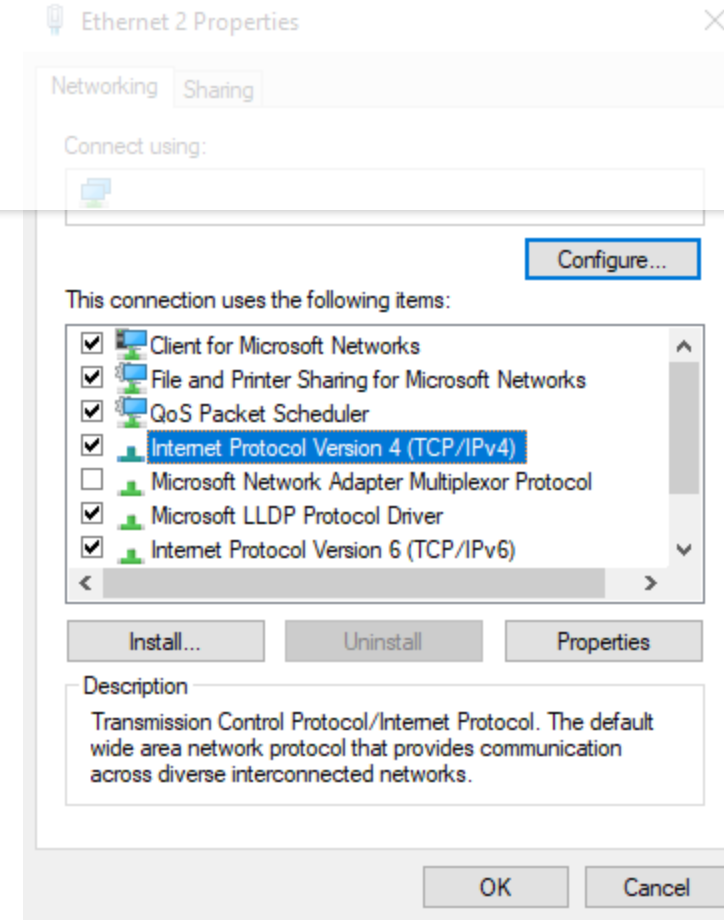 Ethernet 2 Properties
Networking Sharing
Connect using:
Configure...
This connection uses the following items:
Client for Microsoft Networks
File and Printer Sharing for Microsoft Networks
QoS Packet Scheduler
Internet Protocol Version 4 (TCP/IPv4)
Microsoft Network Adapter Multiplexor Protocol
Microsoft LLDP Protocol Driver
Internet Protocol Version 6 (TCP/IPv6)
Install... Uninstall Properties
Description
Transmission Control Protocol/Internet Protocol. The default
wide area network protocol that provides communication
across diverse interconnected networks.
OK Cancel